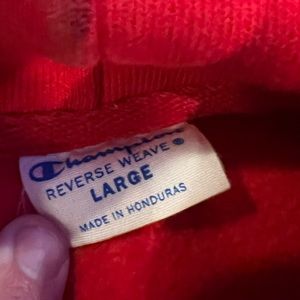 Champion
REVERSE WEAVE®
LARGE
MADE IN HONDURAS